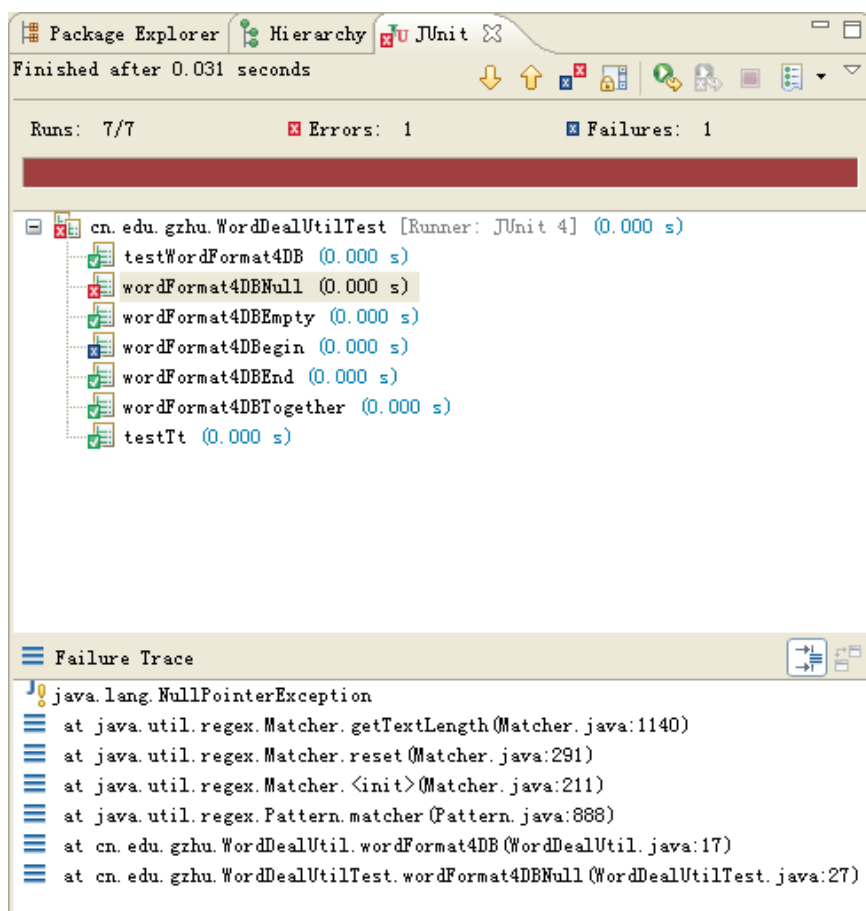 Package Explorer Hierarchy JUnit
Finished after 0.031 seconds
Runs: 7/7 Errors: 1 Failures: 1
cn.edu.gzhu.WordDealUtilTest [Runner: JUnit 4] (0.000 s)
testWordFormat4DB (0.000 s)
wordFormat4DBNull (0.000 s)
wordFormat4DBEmpty (0.000 s)
wordFormat4DBegin (0.000 s)
wordFormat4DBEnd (0.000 s)
wordFormat4DBTogether (0.000 s)
testTt (0.000 s)
Failure Trace
java.lang.NullPointerException
at java.util.regex.Matcher.getTextLength(Matcher.java:1140)
at java.util.regex.Matcher.reset(Matcher.java:291)
at java.util.regex.Matcher.<init>(Matcher.java:211)
at java.util.regex.Pattern.matcher(Pattern.java:888)
at cn.edu.gzhu.WordDealUtil.wordFormat4DB(WordDealUtil.java:17)
at cn.edu.gzhu.WordDealUtilTest.wordFormat4DBNull(WordDealUtilTest.java:27)